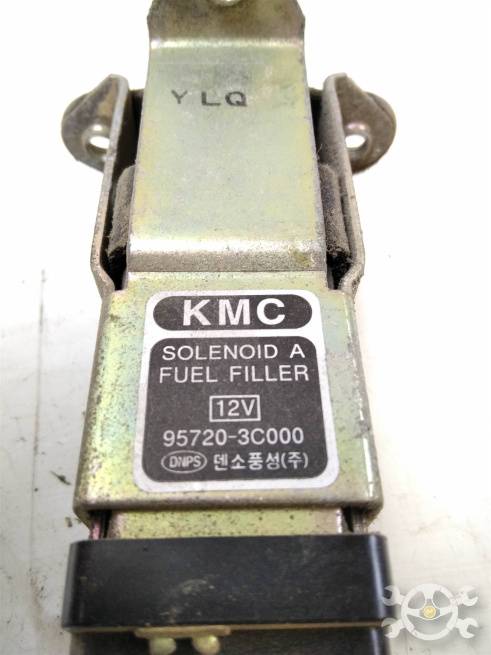 YLQ
KMC
SOLENOID A
FUEL FILLER
12V
95720-3C000
DNPS 덴소풍성(주)